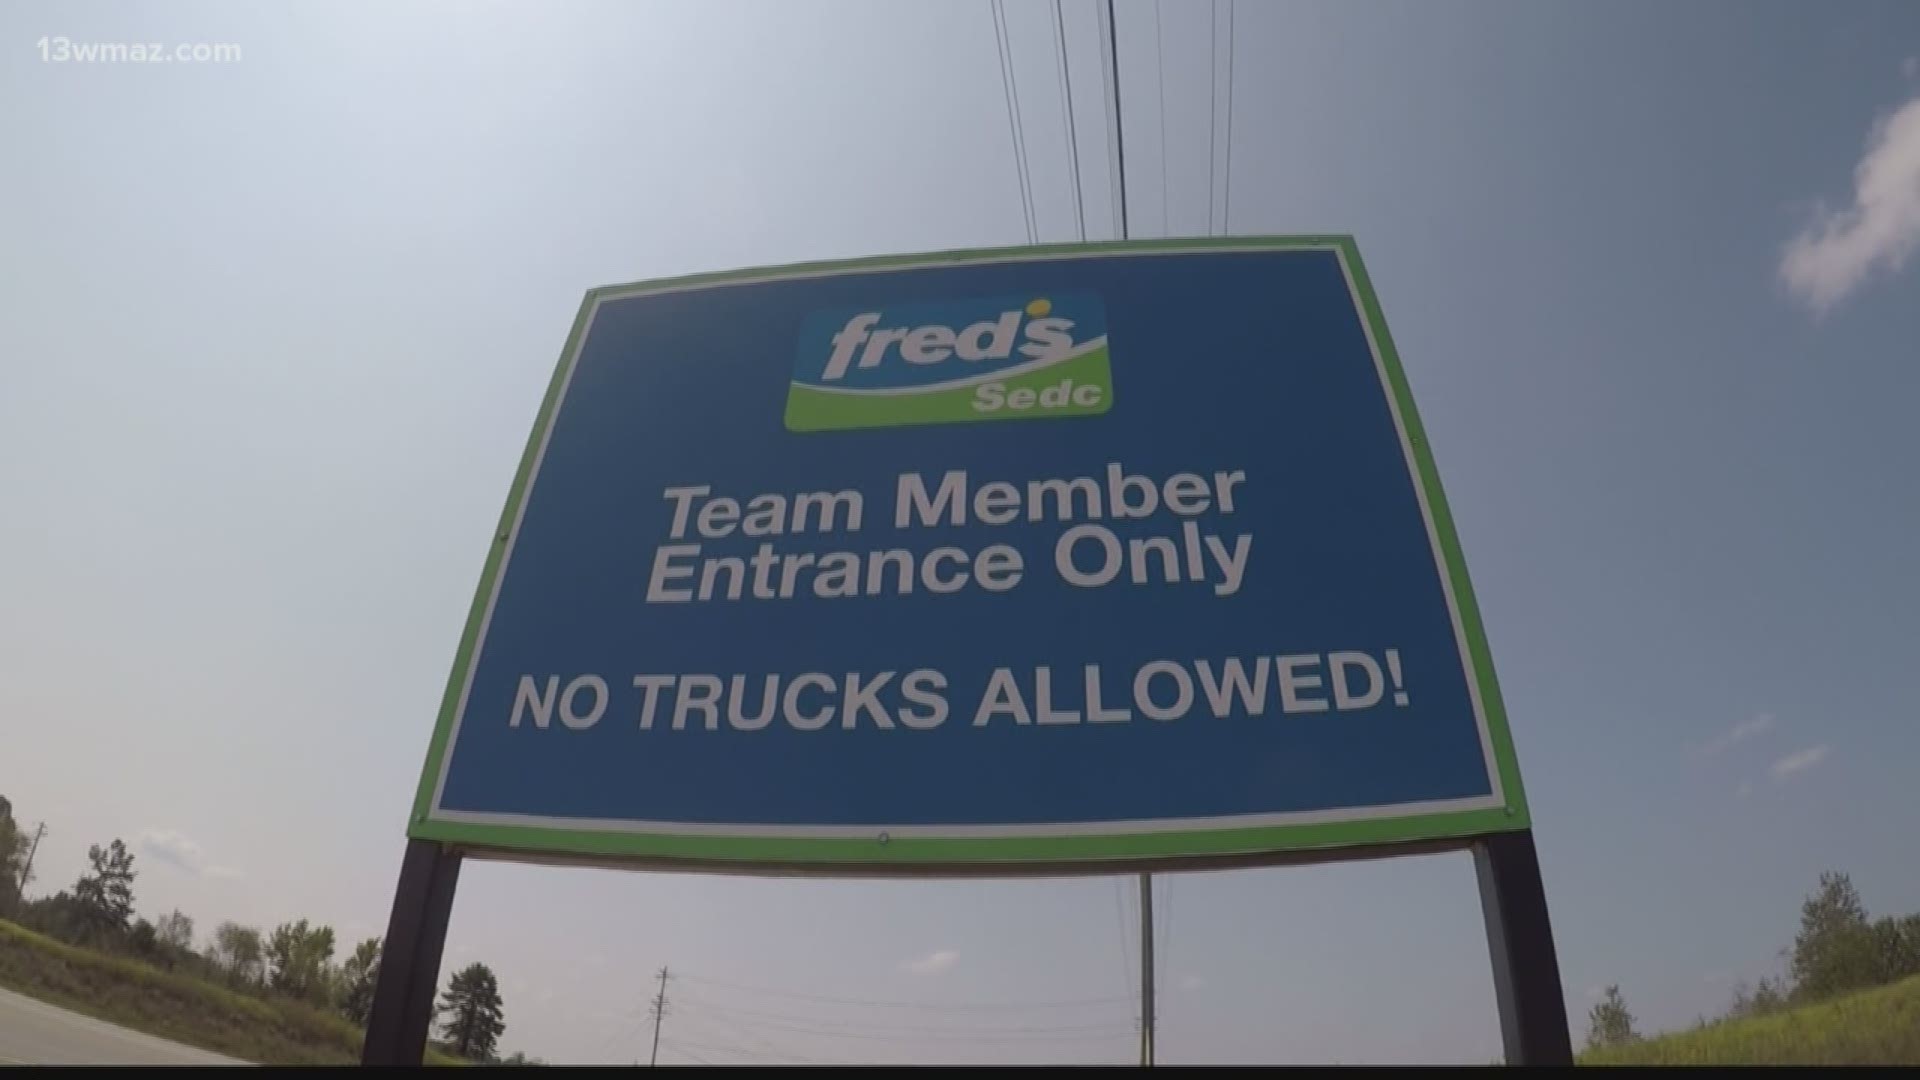 13wmaz.com
fred's
Sedc
Team Member
Entrance Only
NO TRUCKS ALLOWED!